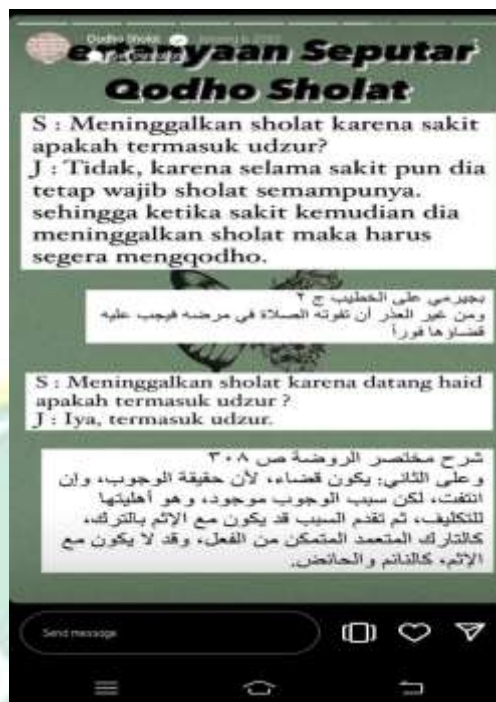 Qodho Sholat
Pertanyaan Seputar
Qodho Sholat
S : Meninggalkan sholat karena sakit
apakah termasuk udzur?
J : Tidak, karena selama sakit pun dia
tetap wajib sholat semampunya.
sehingga ketika sakit kemudian dia
meninggalkan sholat maka harus
segera mengqodho.
بجيرمي على الخطيب ج ٢
ومن غير العذر أن تفوته الصلاة في مرضه فيجب عليه
قضاؤها فوراً
S : Meninggalkan sholat karena datang haid
apakah termasuk udzur ?
J : Iya, termasuk udzur.
شرح مختصر الروضة ص ٣٠٨
وعلى الثاني: يكون قضاء، لأن حقيقة الوجوب، وإن
انتفت، لكن سبب الوجوب موجود، وهو أهليتها
للتكليف، ثم تقدم السبب قد يكون مع الإثم بالترك،
كالتارك المتعمد المتمكن من الفعل، وقد لا يكون مع
الإثم، كالنائم والحائض.
Send message